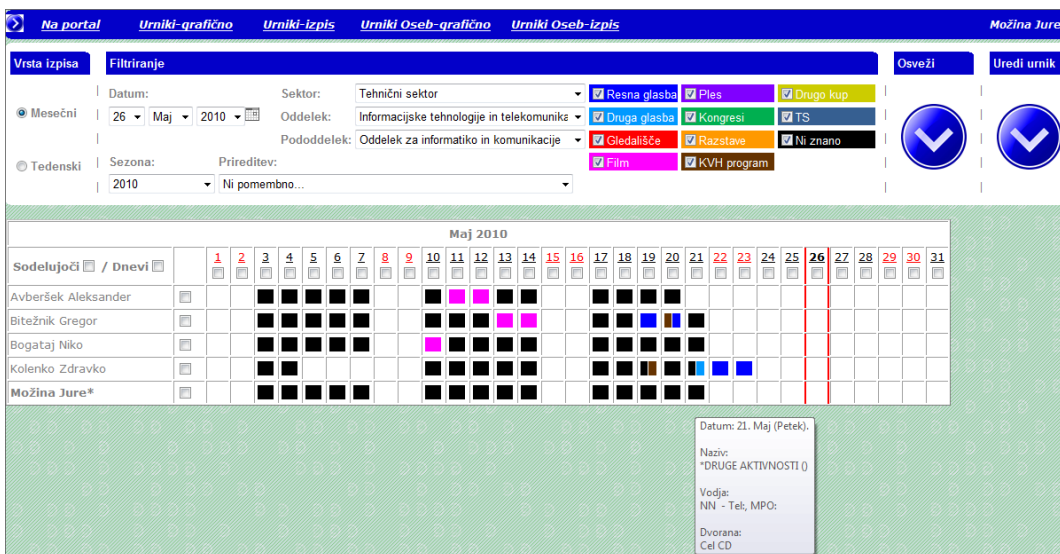 Na portal Urniki-grafično Urniki-izpis Urniki Oseb-grafično Urniki Oseb-izpis Možina Jure
Vrsta izpisa Filtriranje Osveži Uredi urnik
Datum: Sektor: Tehnični sektor Resna glasba Ples Drugo kup
Mesečni 26 Maj 2010 Oddelek: Informacijske tehnologije in telekomunika Druga glasba Kongresi TS
Pododdelek: Oddelek za informatiko in komunikacije Gledališče Razstave Ni znano
Tedenski Sezona: Prireditev: Film KVH program
2010 Ni pomembno...
Maj 2010
Sodelujoči / Dnevi 1 2 3 4 5 6 7 8 9 10 11 12 13 14 15 16 17 18 19 20 21 22 23 24 25 26 27 28 29 30 31
Avberšek Aleksander
Bitežnik Gregor
Bogataj Niko
Kolenko Zdravko
Možina Jure*
Datum: 21. Maj (Petek).
Naziv:
*DRUGE AKTIVNOSTI ()
Vodja:
NN - Tel:, MPO:
Dvorana:
Cel CD